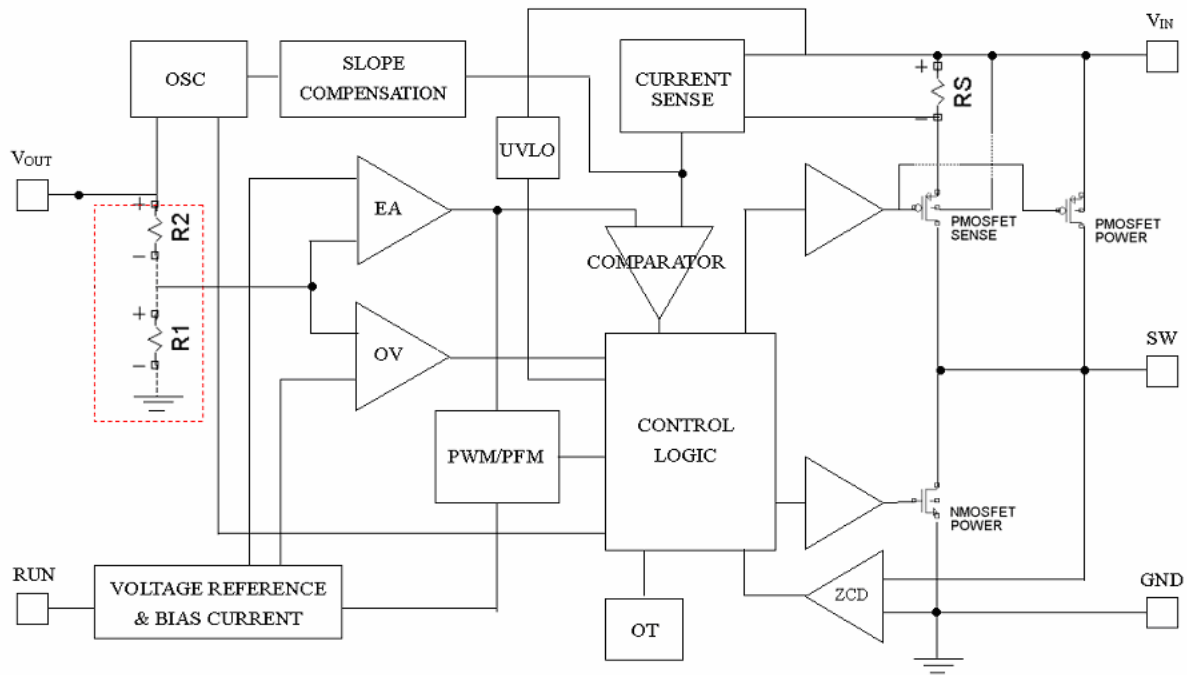 VIN
OSC
SLOPE
COMPENSATION
CURRENT
SENSE
+
RS
-
UVLO
VOUT
+
R2
-
EA
PMOSFET
SENSE
PMOSFET
POWER
COMPARATOR
+
R1
-
OV
SW
CONTROL
LOGIC
PWM/PFM
NMOSFET
POWER
RUN
VOLTAGE REFERENCE
& BIAS CURRENT
ZCD
GND
OT